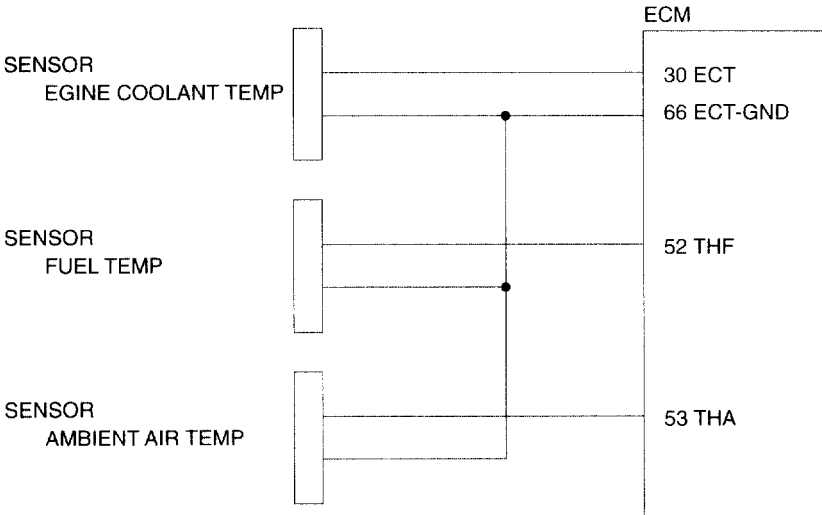 ECM
SENSOR
EGINE COOLANT TEMP
30 ECT
66 ECT-GND
SENSOR
FUEL TEMP
52 THF
SENSOR
AMBIENT AIR TEMP
53 THA